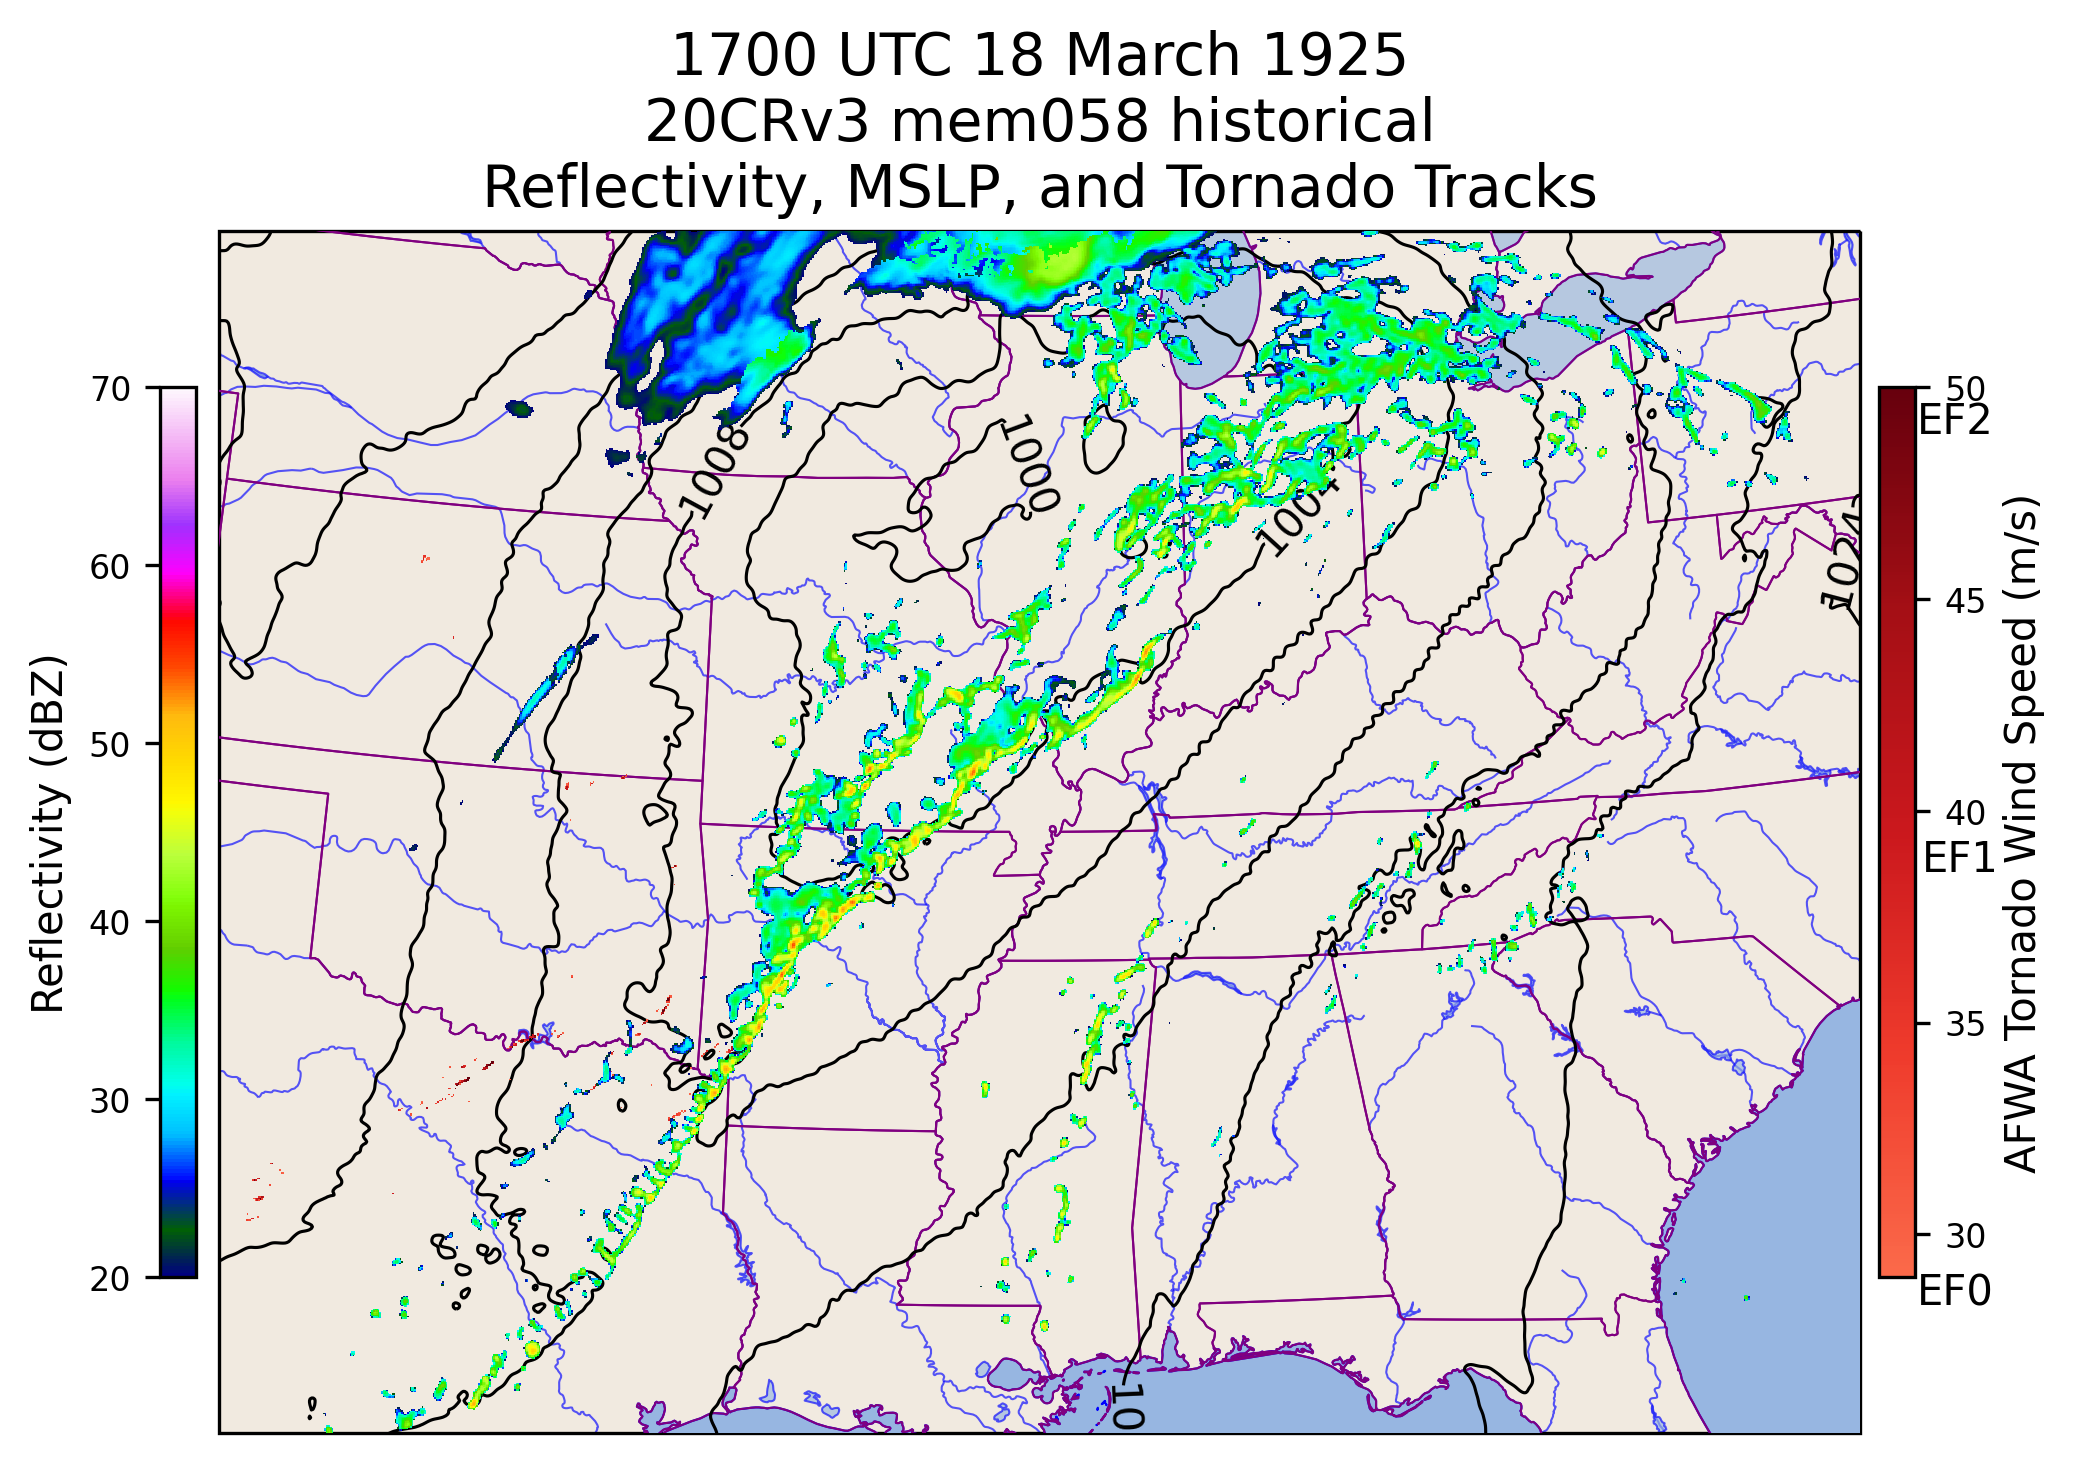 1700 UTC 18 March 1925
20CRv3 mem058 historical
Reflectivity, MSLP, and Tornado Tracks
70
60
50
40
30
20
Reflectivity (dBZ)
1008
1000
1004
1024
10
50
EF2
45
40
EF1
35
30
EF0
AFWA Tornado Wind Speed (m/s)